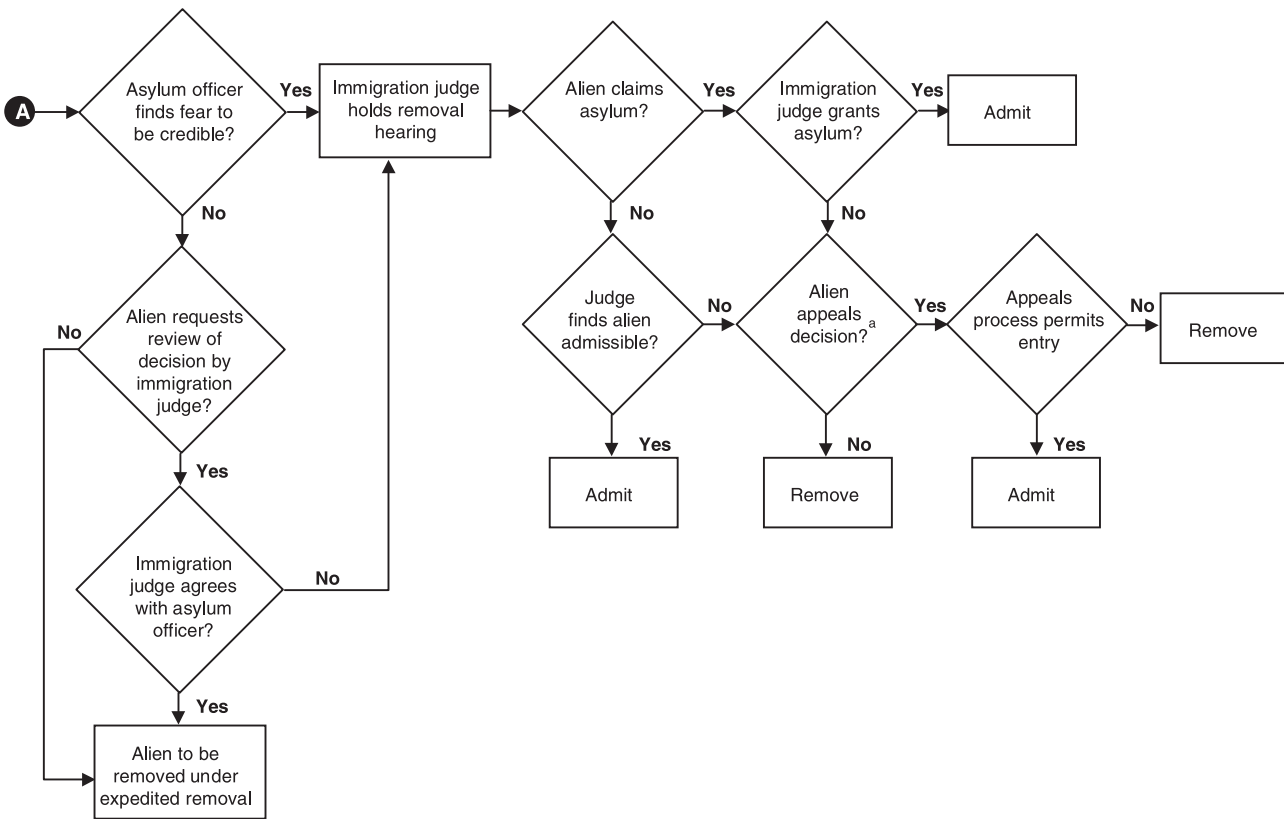 A
Asylum officer
finds fear to
be credible?
Yes
Immigration judge
holds removal
hearing
Alien claims
asylum?
Yes
Immigration
judge grants
asylum?
Yes
Admit
No
No
No
Alien requests
review of
decision by
immigration
judge?
No
Judge
finds alien
admissible?
No
Alien
appeals
decision? a
Yes
Appeals
process permits
entry
No
Remove
Yes
Yes
Admit
No
Remove
Yes
Admit
Immigration
judge agrees
with asylum
officer?
No
Yes
Alien to be
removed under
expedited removal